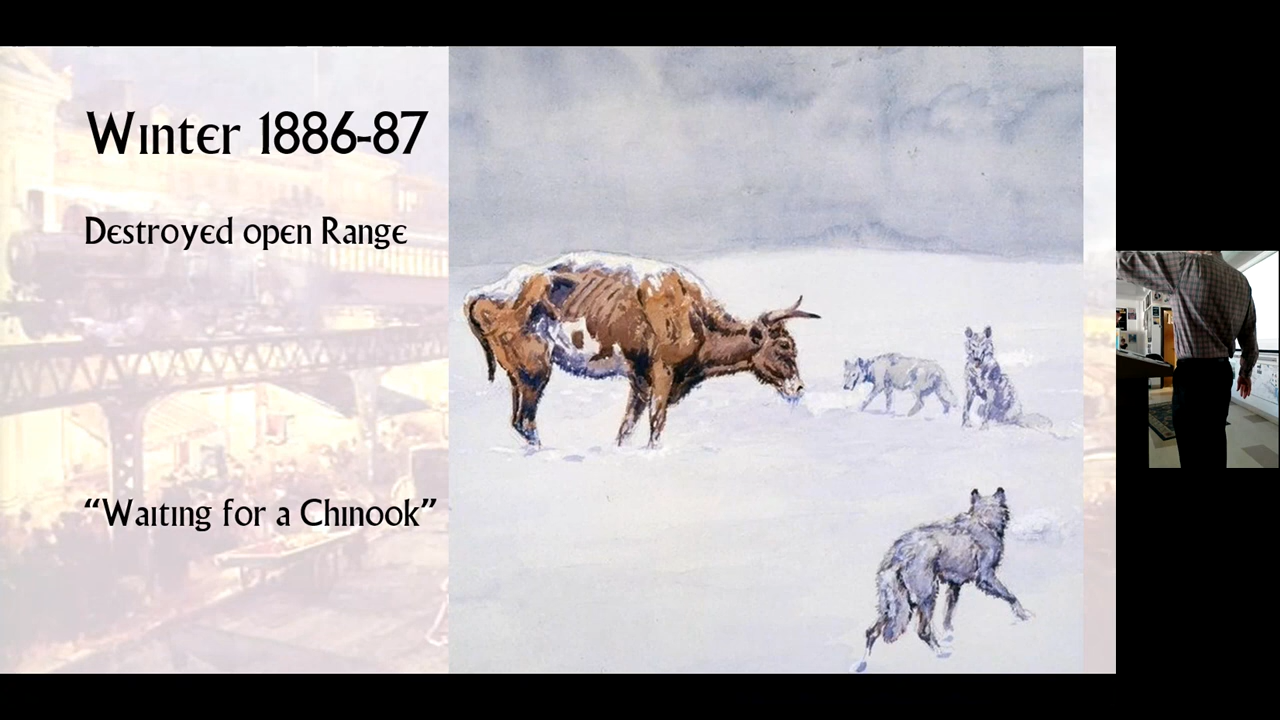 Winter 1886-87
Destroyed open Range
“Waiting for a Chinook”